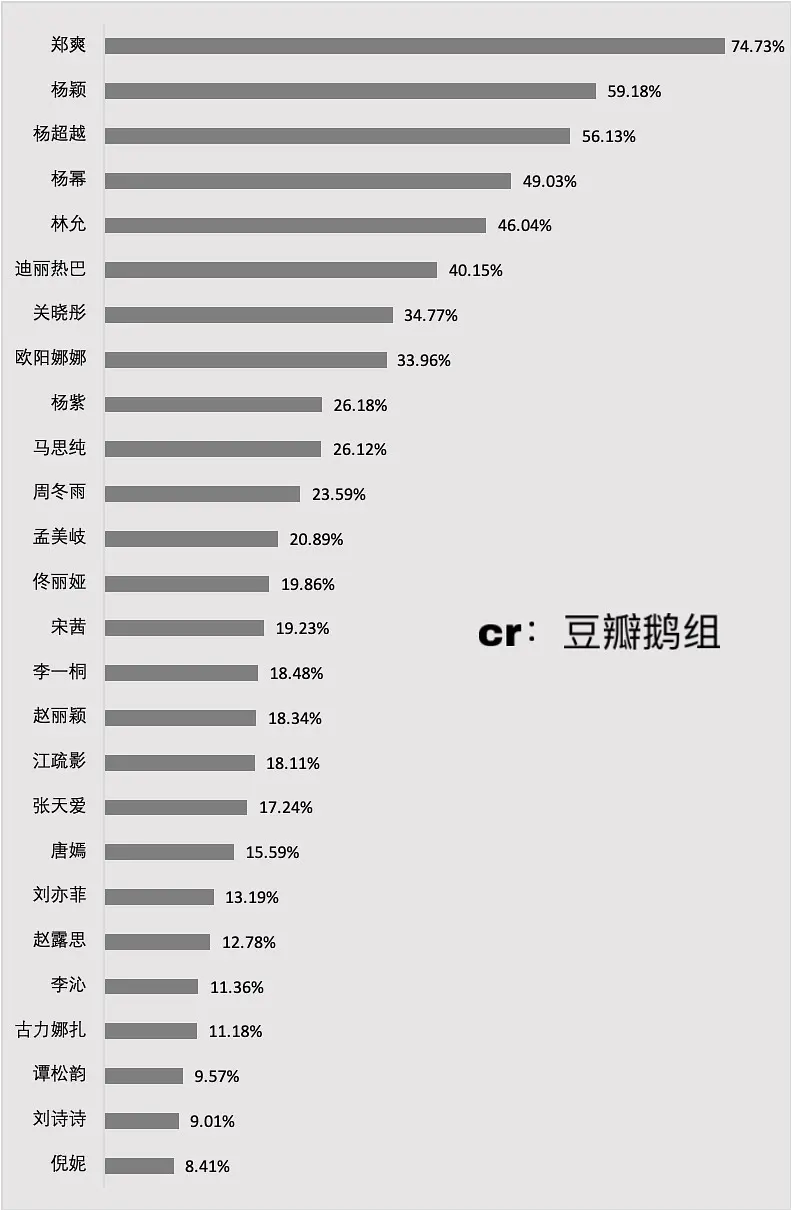 郑爽 74.73%
杨颖 59.18%
杨超越 56.13%
杨幂 49.03%
林允 46.04%
迪丽热巴 40.15%
关晓彤 34.77%
欧阳娜娜 33.96%
杨紫 26.18%
马思纯 26.12%
周冬雨 23.59%
孟美岐 20.89%
佟丽娅 19.86%
宋茜 19.23%
cr：豆瓣鹅组
李一桐 18.48%
赵丽颖 18.34%
江疏影 18.11%
张天爱 17.24%
唐嫣 15.59%
刘亦菲 13.19%
赵露思 12.78%
李沁 11.36%
古力娜扎 11.18%
谭松韵 9.57%
刘诗诗 9.01%
倪妮 8.41%